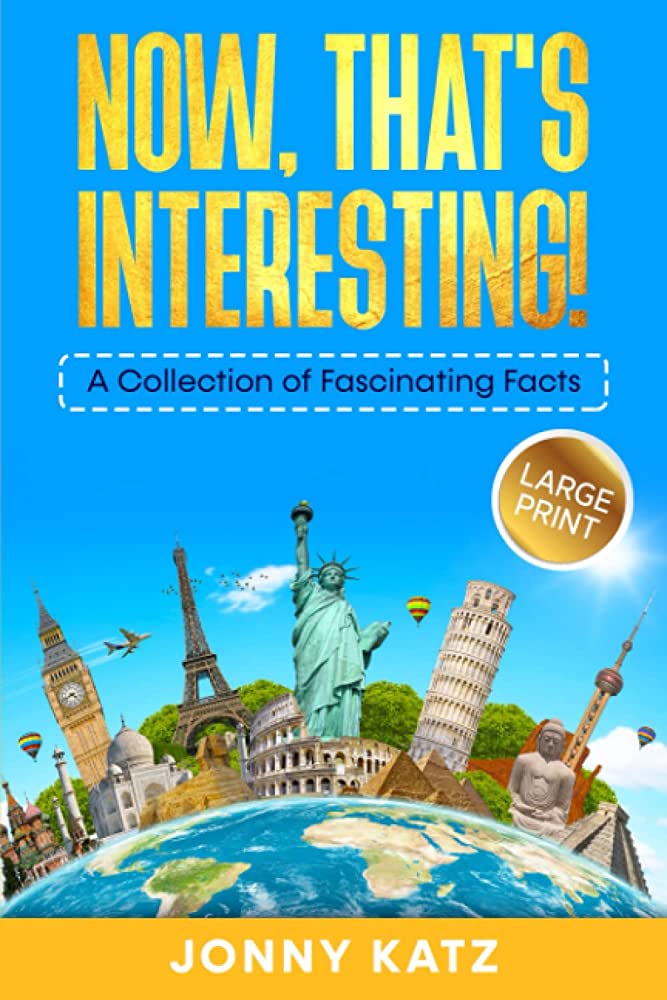 NOW, THAT'S
INTERESTING!
A Collection of Fascinating Facts
LARGE
PRINT
JONNY KATZ